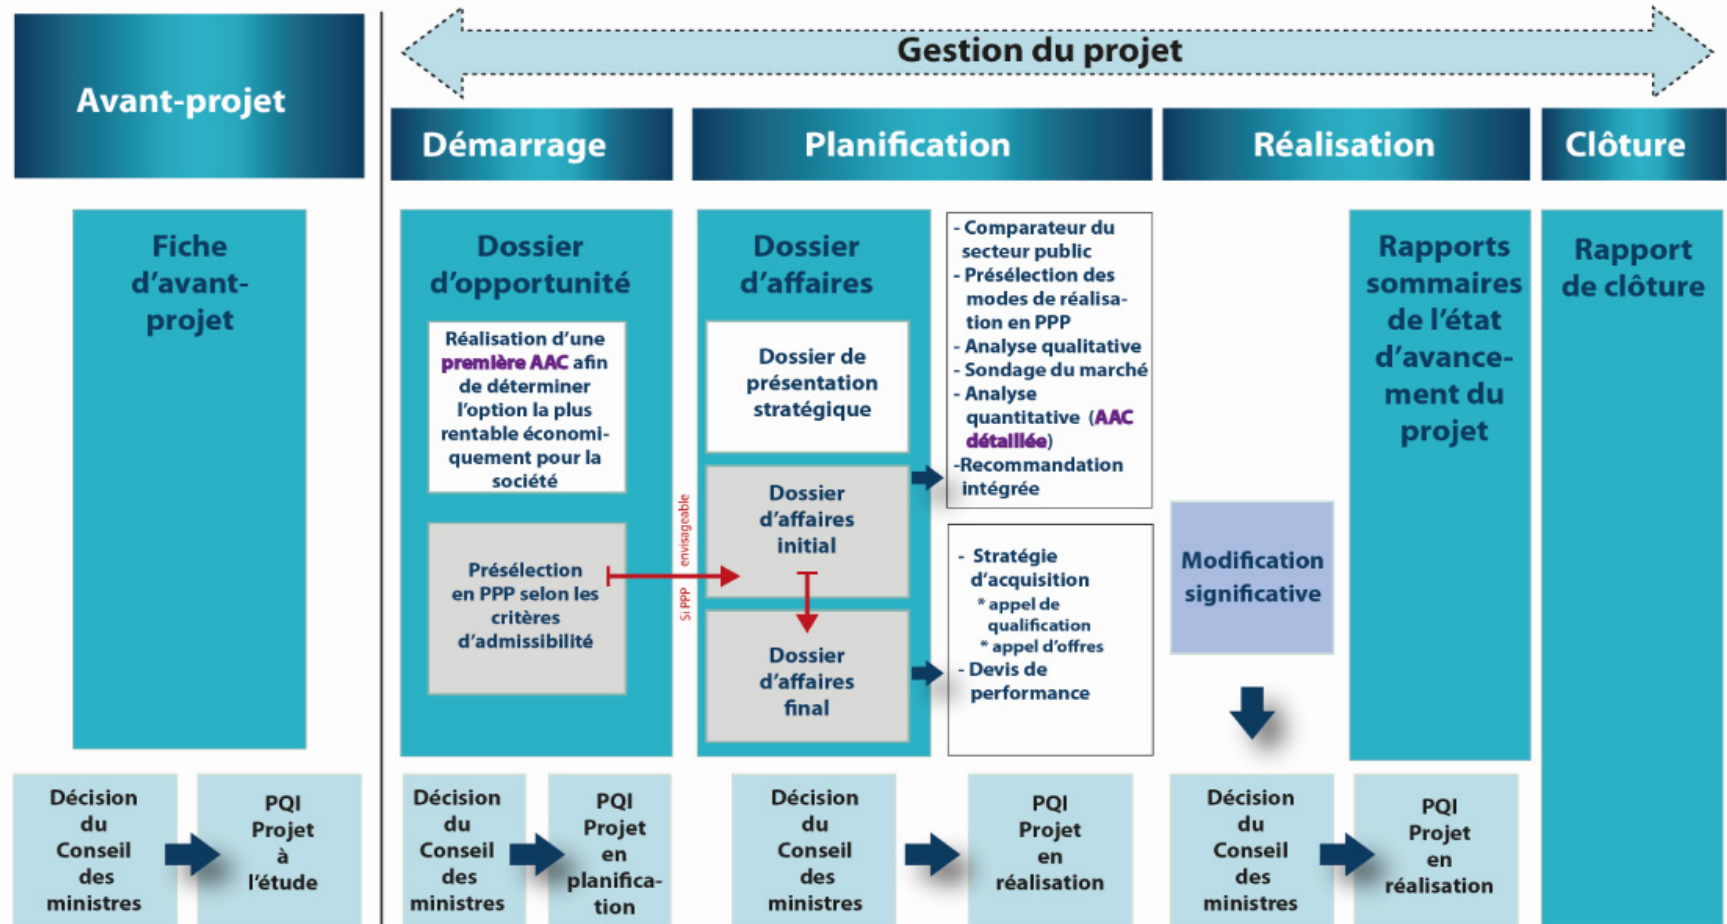 Avant-projet
Gestion du projet
Démarrage
Planification
Réalisation
Clôture
Fiche
d'avant-
projet
Dossier
d'opportunité
Réalisation d'une
première AAC afin
de déterminer
l'option la plus
rentable économi-
quement pour la
société
Présélection
en PPP selon les
critères
d'admissibilité
Si PPP envisageable
Dossier
d'affaires
Dossier de
présentation
stratégique
Dossier
d'affaires
initial
Dossier
d'affaires
final
- Comparateur du
secteur public
- Présélection des
modes de réalisa-
tion en PPP
- Analyse qualitative
- Sondage du marché
- Analyse
quantitative (AAC
détaillée)
-Recommandation
intégrée
- Stratégie
d'acquisition
* appel de
qualification
* appel d'offres
- Devis de
performance
Modification
significative
Rapports
sommaires
de l'état
d'avance-
ment du
projet
Rapport
de clôture
Décision
du
Conseil
des
ministres
PQI
Projet
à
l'étude
Décision
du
Conseil
des
ministres
PQI
Projet
en
planifica-
tion
Décision
du
Conseil
des
ministres
PQI
Projet
en
réalisation
Décision
du
Conseil
des
ministres
PQI
Projet
en
réalisation